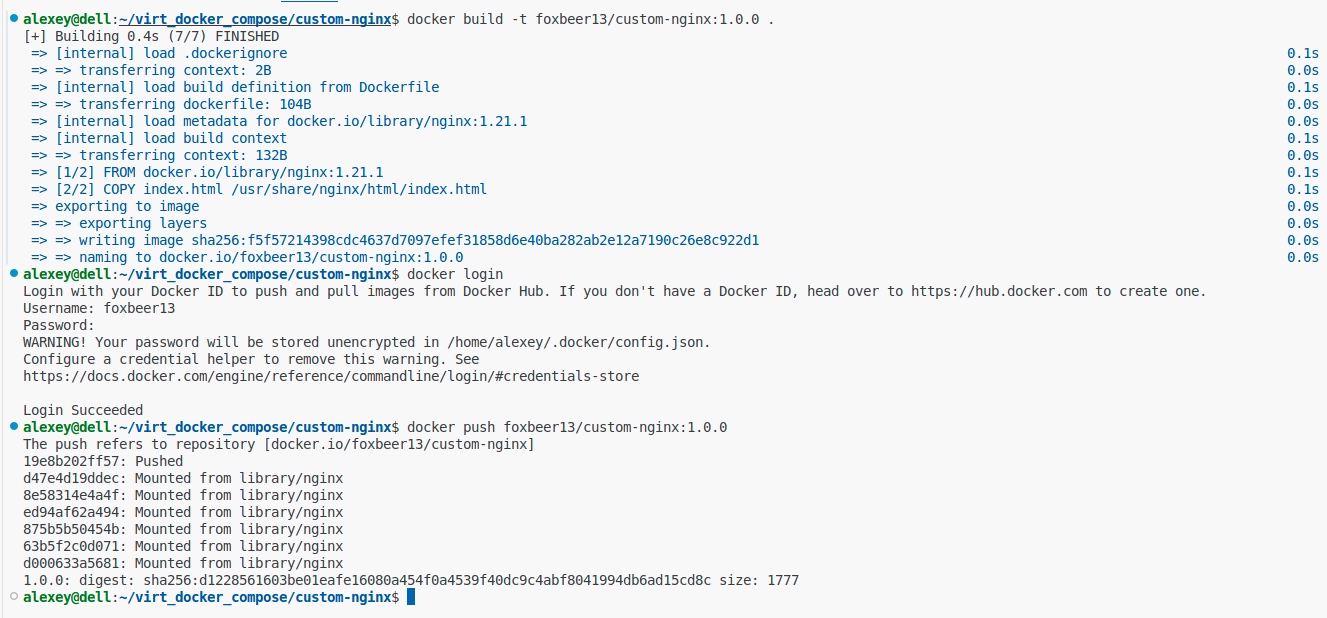 alexey@dell:~/virt_docker_compose/custom-nginx$ docker build -t foxbeer13/custom-nginx:1.0.0 .
[+] Building 0.4s (7/7) FINISHED
 => [internal] load .dockerignore 0.1s
 => => transferring context: 2B 0.0s
 => [internal] load build definition from Dockerfile 0.1s
 => => transferring dockerfile: 104B 0.0s
 => [internal] load metadata for docker.io/library/nginx:1.21.1 0.0s
 => [internal] load build context 0.1s
 => => transferring context: 132B 0.0s
 => [1/2] FROM docker.io/library/nginx:1.21.1 0.1s
 => [2/2] COPY index.html /usr/share/nginx/html/index.html 0.1s
 => exporting to image 0.0s
 => => exporting layers 0.0s
 => => writing image sha256:f5f57214398cdc4637d7097efef31858d6e40ba282ab2e12a7190c26e8c922d1 0.0s
 => => naming to docker.io/foxbeer13/custom-nginx:1.0.0 0.0s
alexey@dell:~/virt_docker_compose/custom-nginx$ docker login
Login with your Docker ID to push and pull images from Docker Hub. If you don't have a Docker ID, head over to https://hub.docker.com to create one.
Username: foxbeer13
Password:
WARNING! Your password will be stored unencrypted in /home/alexey/.docker/config.json.
Configure a credential helper to remove this warning. See
https://docs.docker.com/engine/reference/commandline/login/#credentials-store
Login Succeeded
alexey@dell:~/virt_docker_compose/custom-nginx$ docker push foxbeer13/custom-nginx:1.0.0
The push refers to repository [docker.io/foxbeer13/custom-nginx]
19e8b202ff57: Pushed
d47e4d19ddec: Mounted from library/nginx
8e58314e4a4f: Mounted from library/nginx
ed94af62a494: Mounted from library/nginx
875b5b50454b: Mounted from library/nginx
63b5f2c0d071: Mounted from library/nginx
d000633a5681: Mounted from library/nginx
1.0.0: digest: sha256:d1228561603be01eafe16080a454f0a4539f40dc9c4abf8041994db6ad15cd8c size: 1777
alexey@dell:~/virt_docker_compose/custom-nginx$